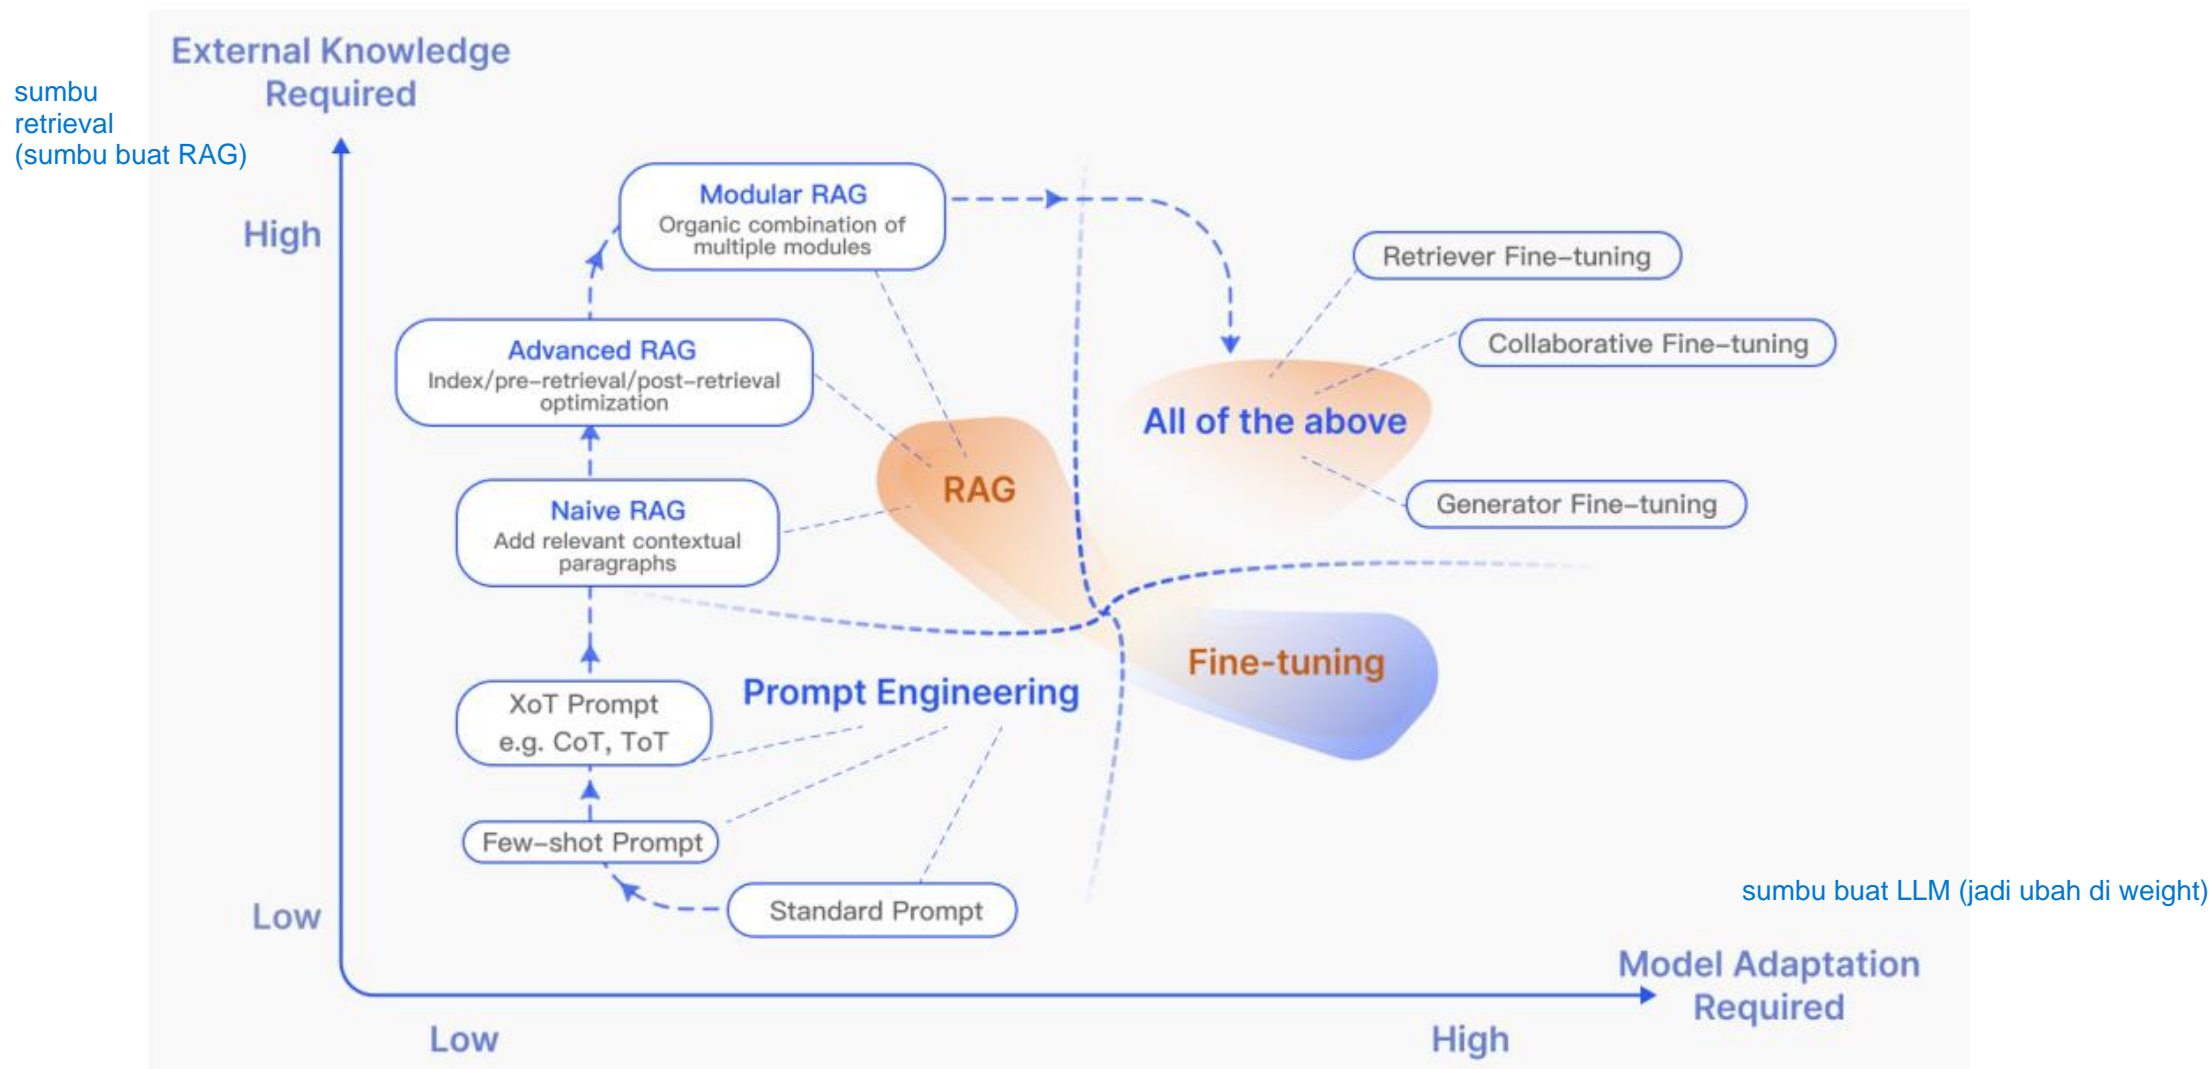 External Knowledge
Required
sumbu
retrieval
(sumbu buat RAG)
High
Modular RAG
Organic combination of
multiple modules
Retriever Fine-tuning
Collaborative Fine-tuning
Advanced RAG
Index/pre-retrieval/post-retrieval
optimization
All of the above
RAG
Naive RAG
Add relevant contextual
paragraphs
Generator Fine-tuning
Fine-tuning
XoT Prompt
e.g. CoT, ToT
Prompt Engineering
Few-shot Prompt
Standard Prompt
Low
sumbu buat LLM (jadi ubah di weight)
Model Adaptation
Required
Low
High